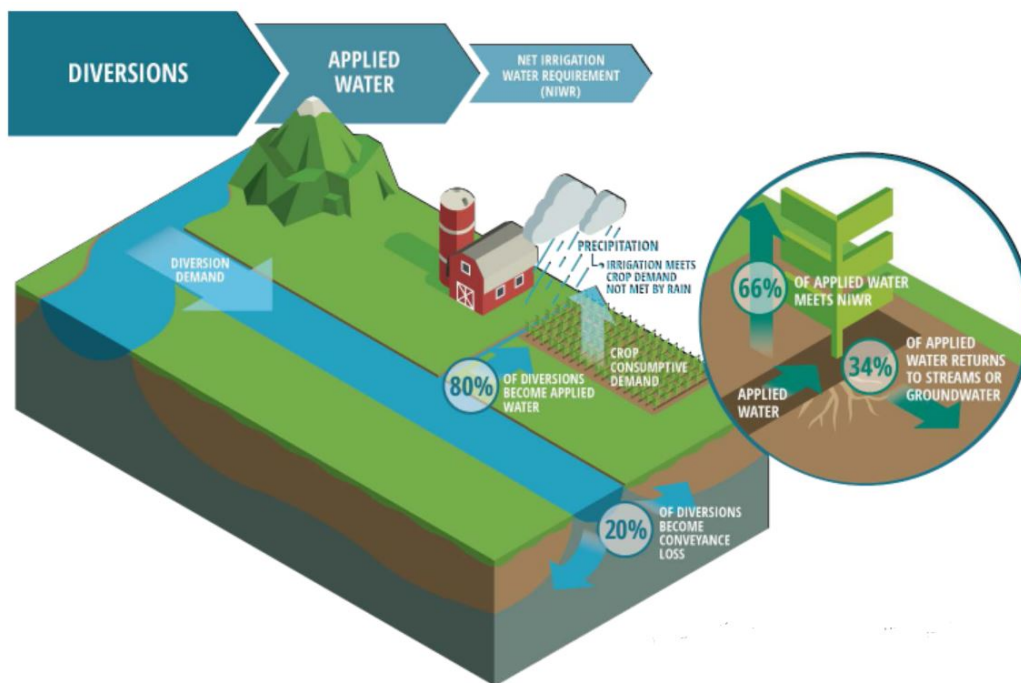 DIVERSIONS
APPLIED
WATER
NET IRRIGATION
WATER REQUIREMENT
(NIWR)
DIVERSION
DEMAND
PRECIPITATION
IRRIGATION MEETS
CROP DEMAND
NOT MET BY RAIN
CROP
CONSUMPTIVE
DEMAND
80%
OF DIVERSIONS
BECOME APPLIED
WATER
20%
OF DIVERSIONS
BECOME
CONVEYANCE
LOSS
66%
OF APPLIED WATER
MEETS NIWR
APPLIED
WATER
34%
OF APPLIED
WATER RETURNS
TO STREAMS OR
GROUNDWATER